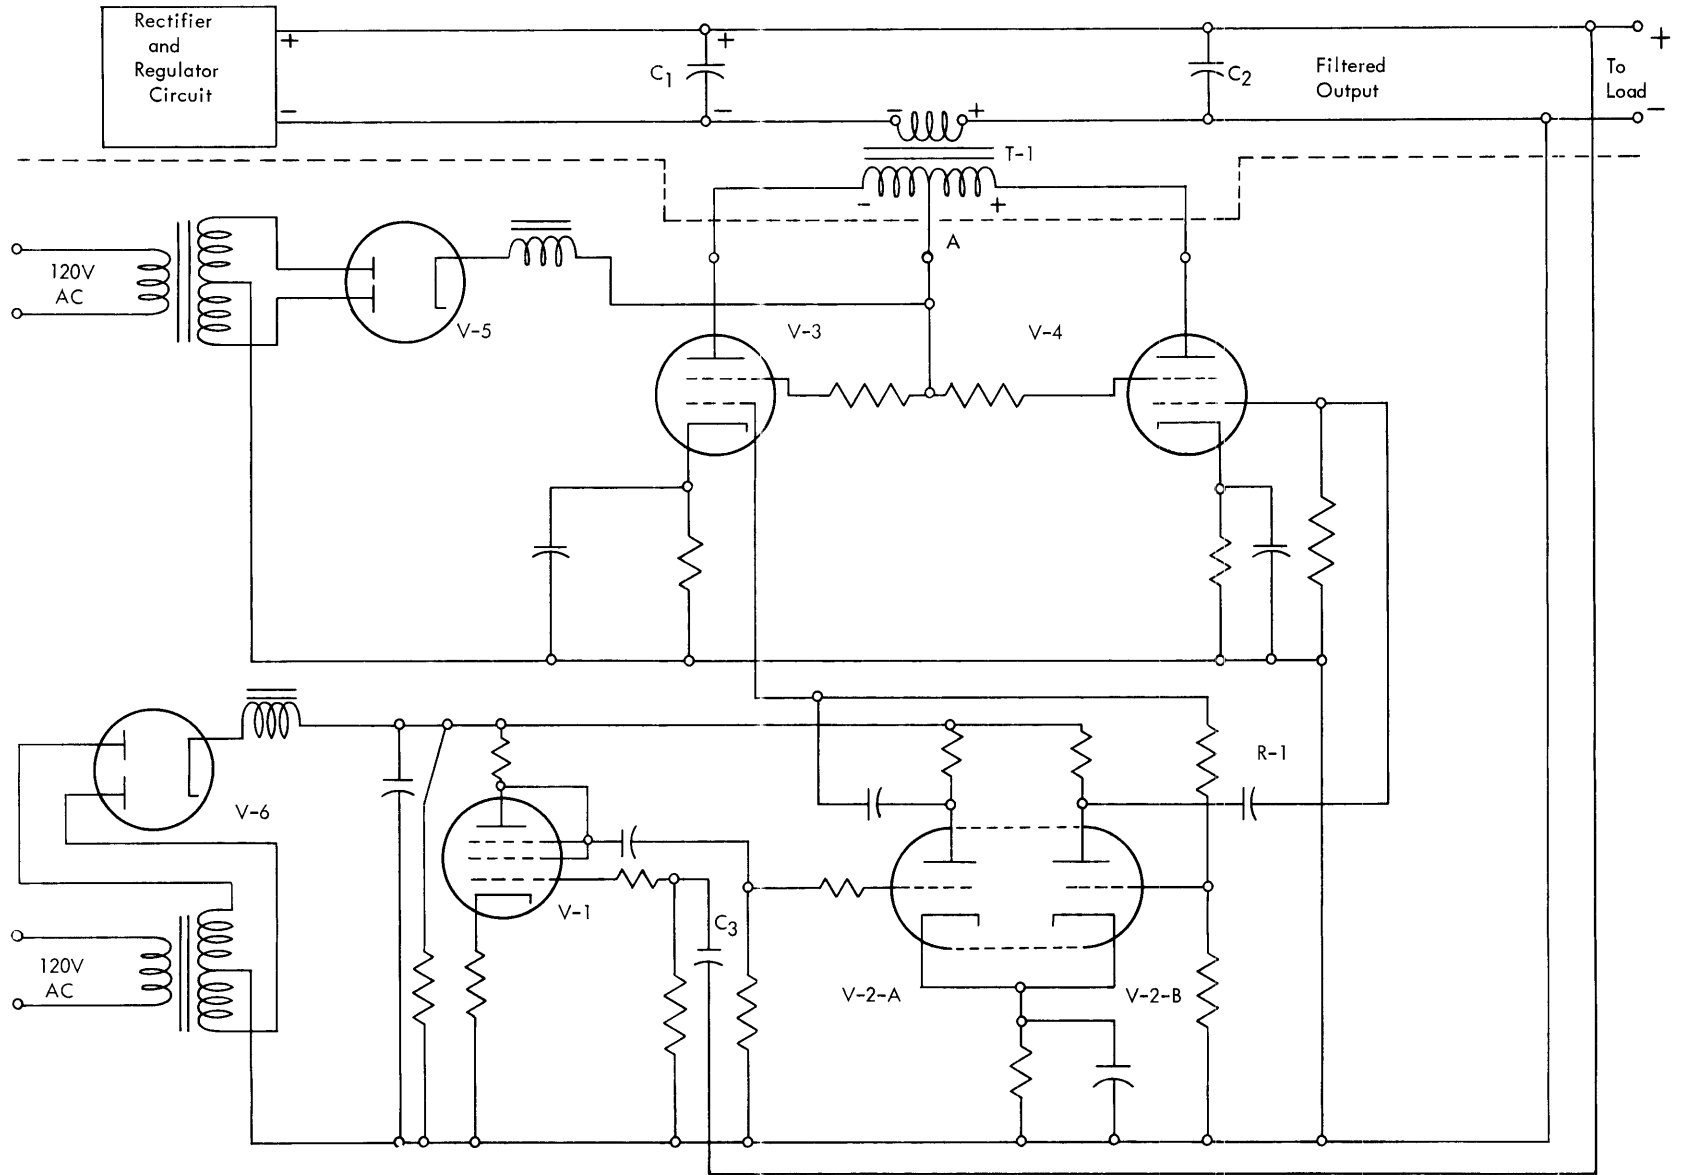 Rectifier
and
Regulator
Circuit
+
−
+
−
C1
− +
C2
Filtered
Output
To
Load
+
−
T-1
− +
A
120V
AC
V-5
V-3
V-4
V-6
R-1
V-1
C3
120V
AC
V-2-A
V-2-B